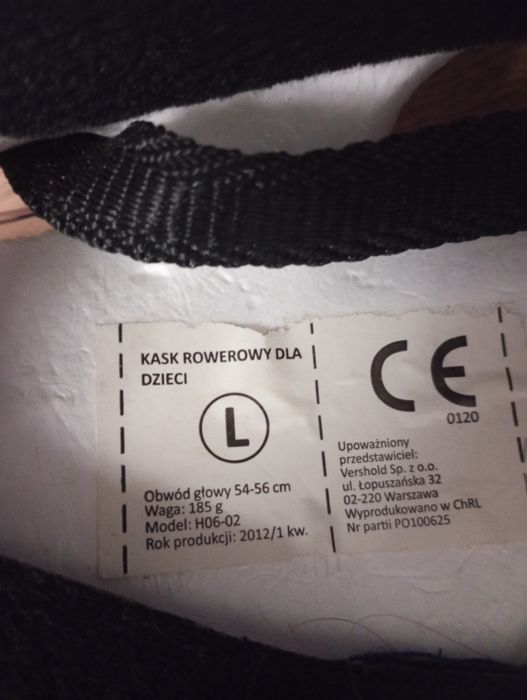 KASK ROWEROWY DLA
DZIECI
L
Obwód głowy 54-56 cm
Waga: 185 g
Model: H06-02
Rok produkcji: 2012/1 kw.
CE
0120
Upoważniony
przedstawiciel:
Vershold Sp. z o.o.
ul. Łopuszańska 32
02-220 Warszawa
Wyprodukowano w ChRL
Nr partii PO100625